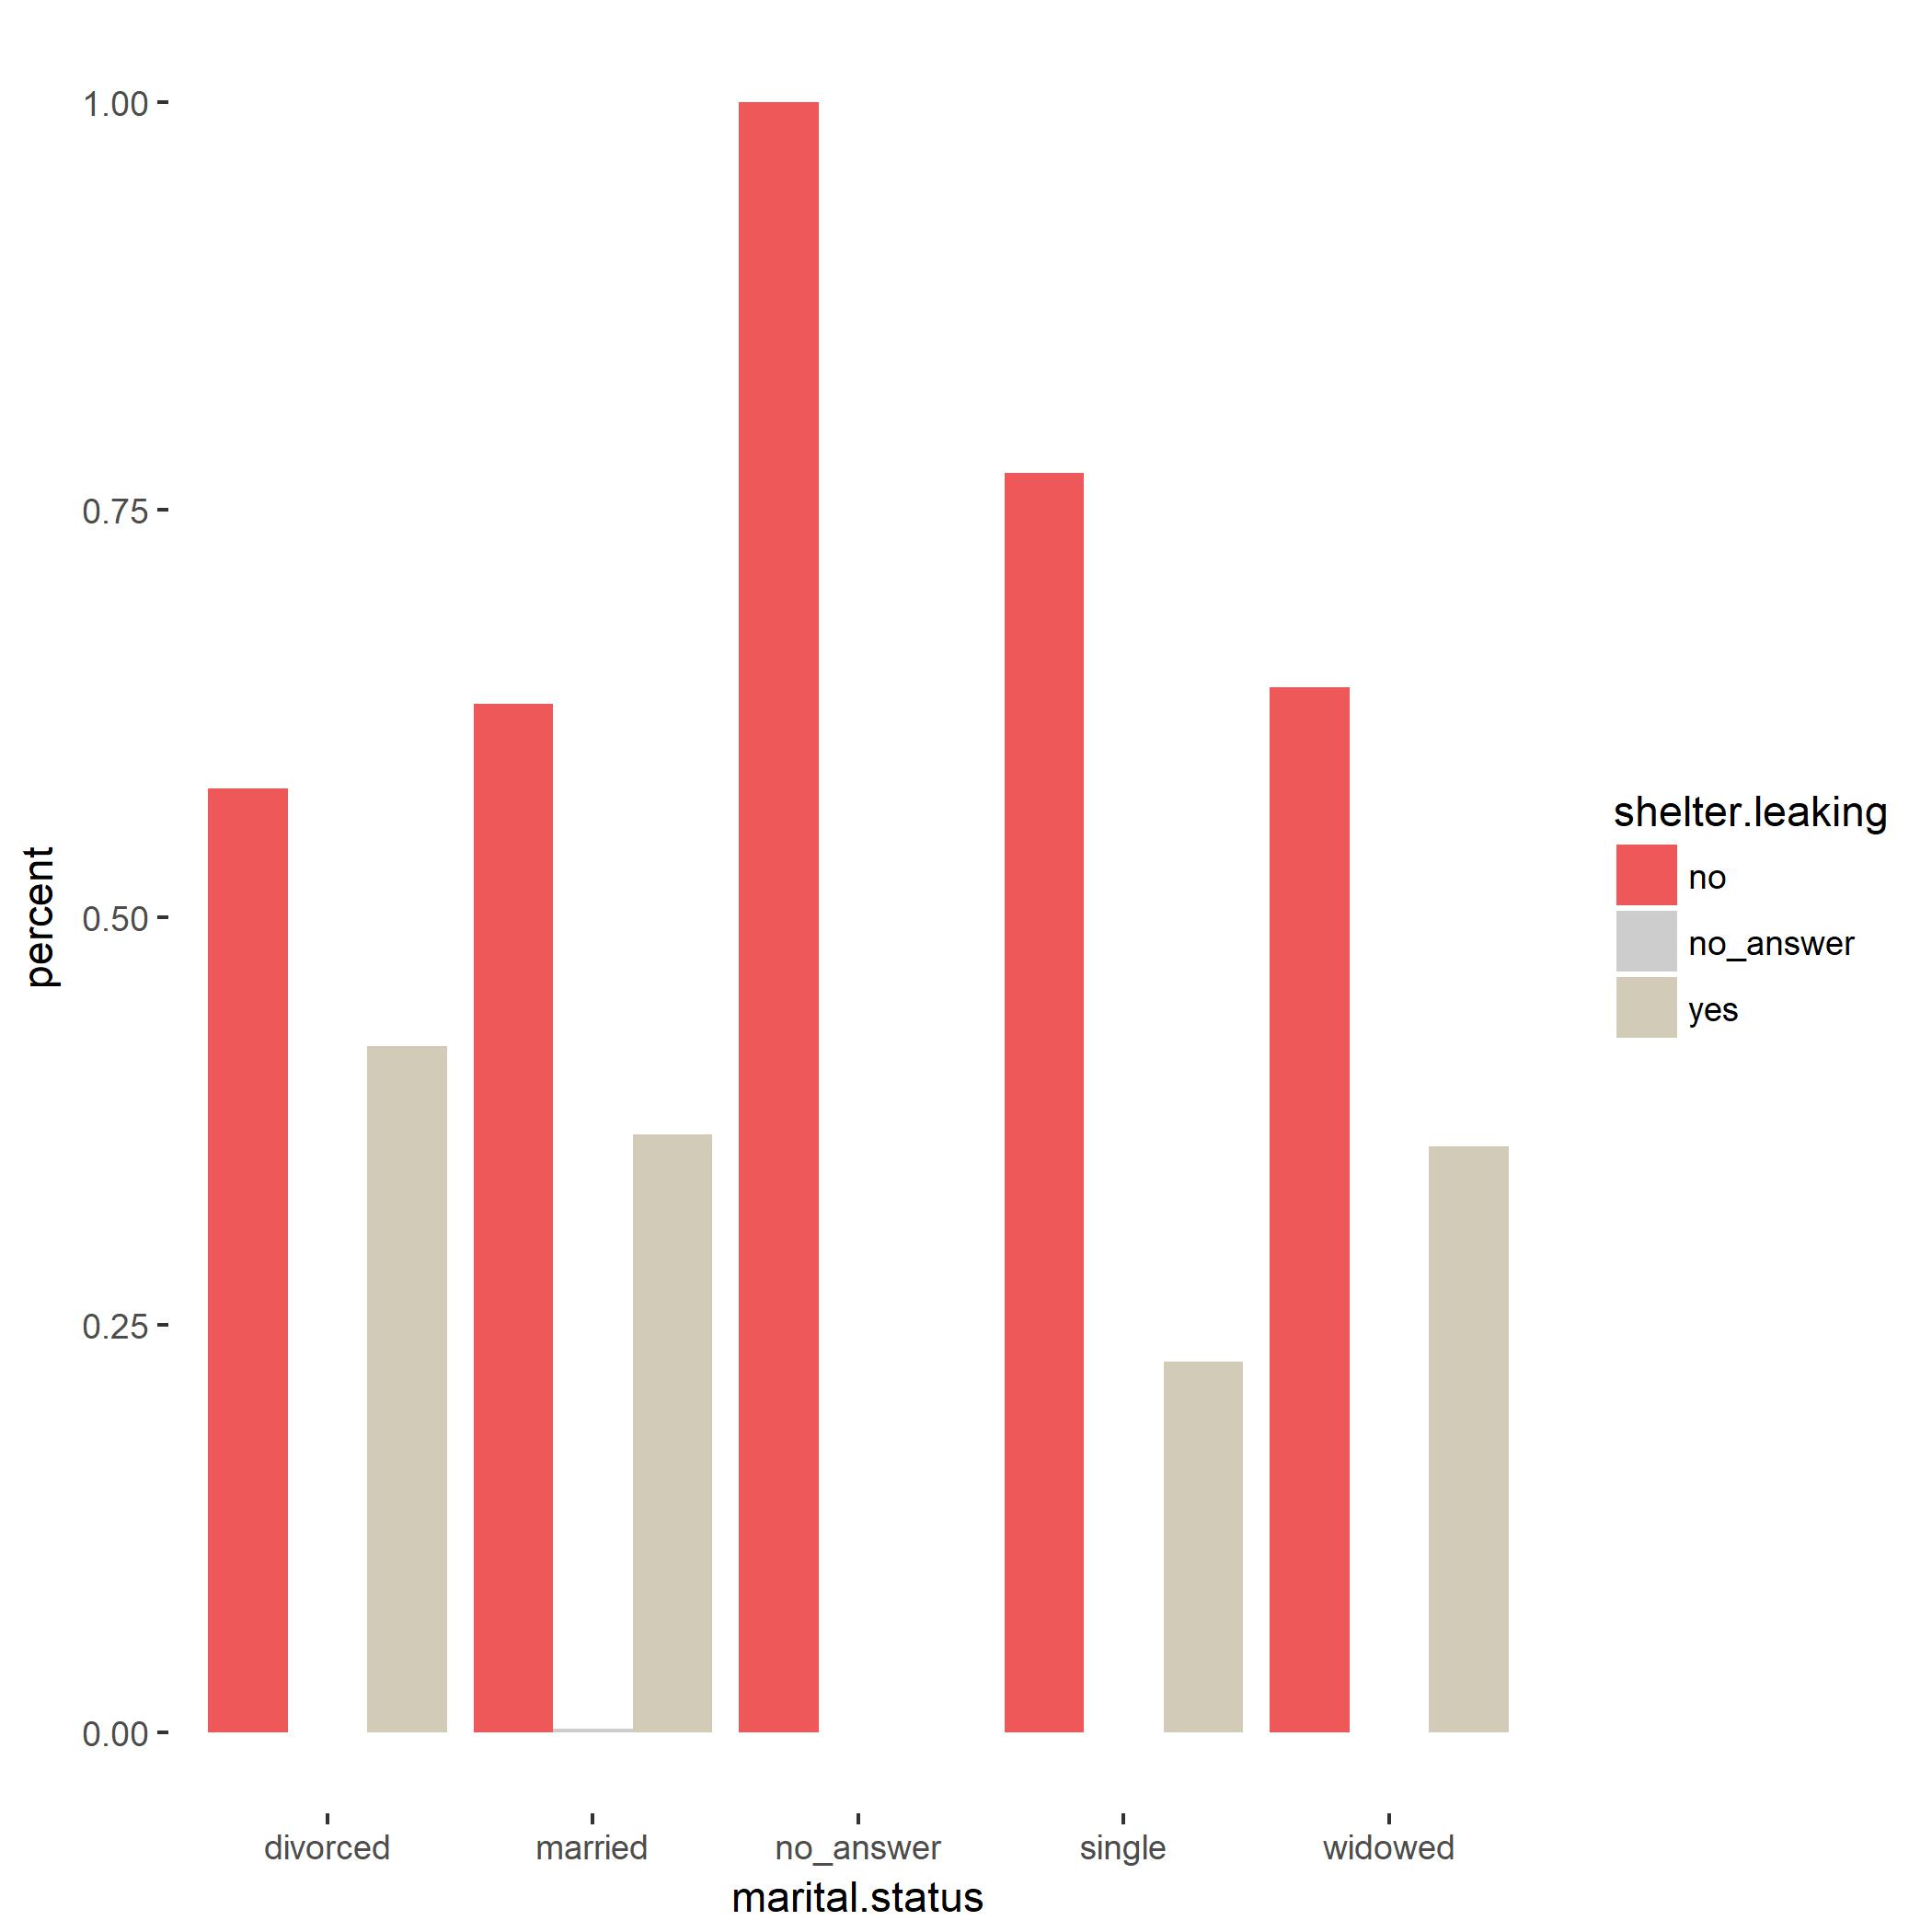 percent
1.00
0.75
0.50
0.25
0.00
divorced married no_answer single widowed
marital.status
shelter.leaking
no
no_answer
yes